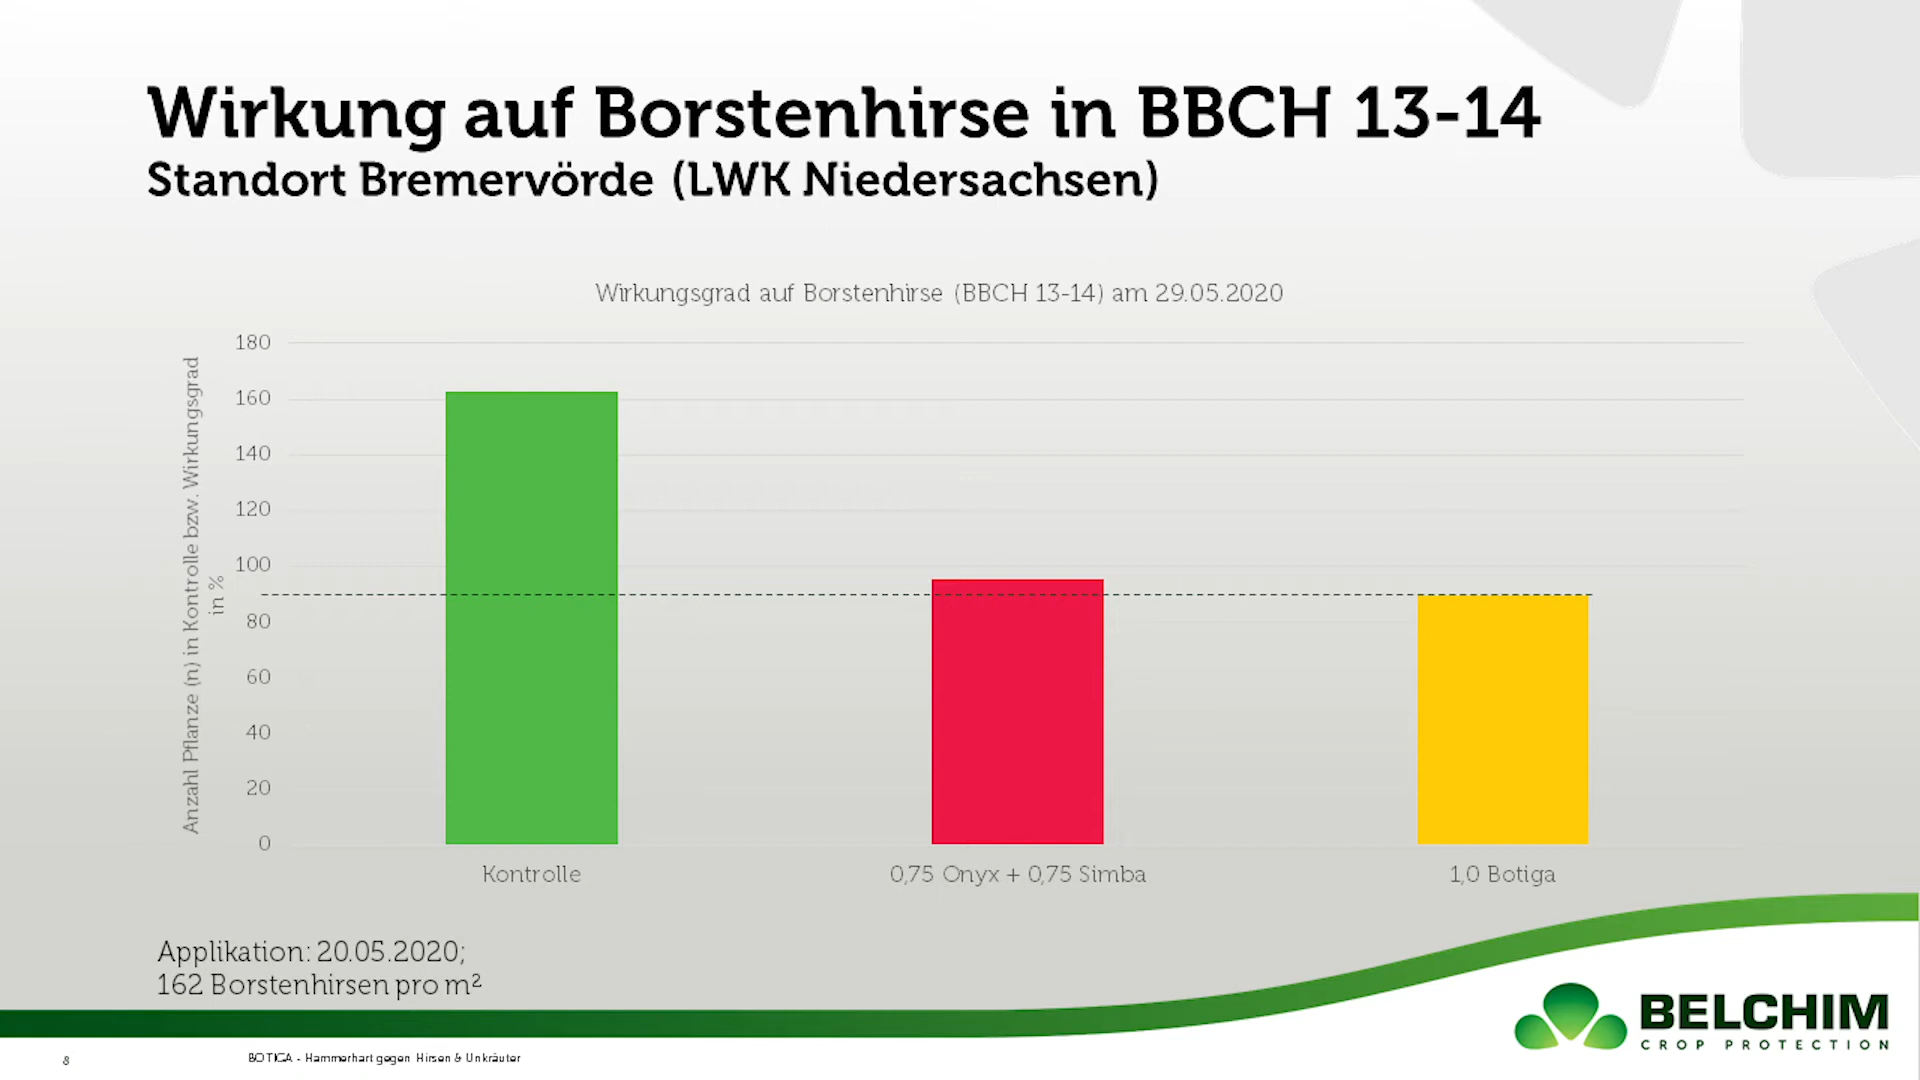 Wirkung auf Borstenhirse in BBCH 13-14
Standort Bremervörde (LWK Niedersachsen)
Wirkungsgrad auf Borstenhirse (BBCH 13-14) am 29.05.2020
Anzahl Pflanze (n) in Kontrolle bzw. Wirkungsgrad
in %
180
160
140
120
100
80
60
40
20
0
Kontrolle
0,75 Onyx + 0,75 Simba
1,0 Botiga
Applikation: 20.05.2020;
162 Borstenhirsen pro m²
BELCHIM
CROP PROTECTION
8
BOTIGA - Hammerhart gegen Hirsen & Unkräuter